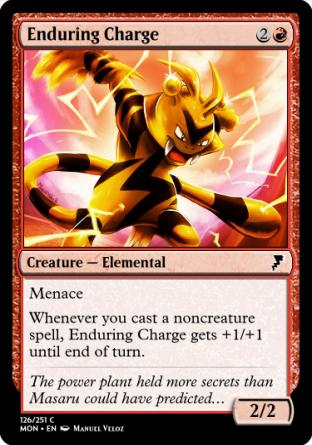 Enduring Charge 2
Creature — Elemental
Menace
Whenever you cast a noncreature
spell, Enduring Charge gets +1/+1
until end of turn.
The power plant held more secrets than
Masaru could have predicted…
2/2
126/251 C
MON • EN Manuel Veloz